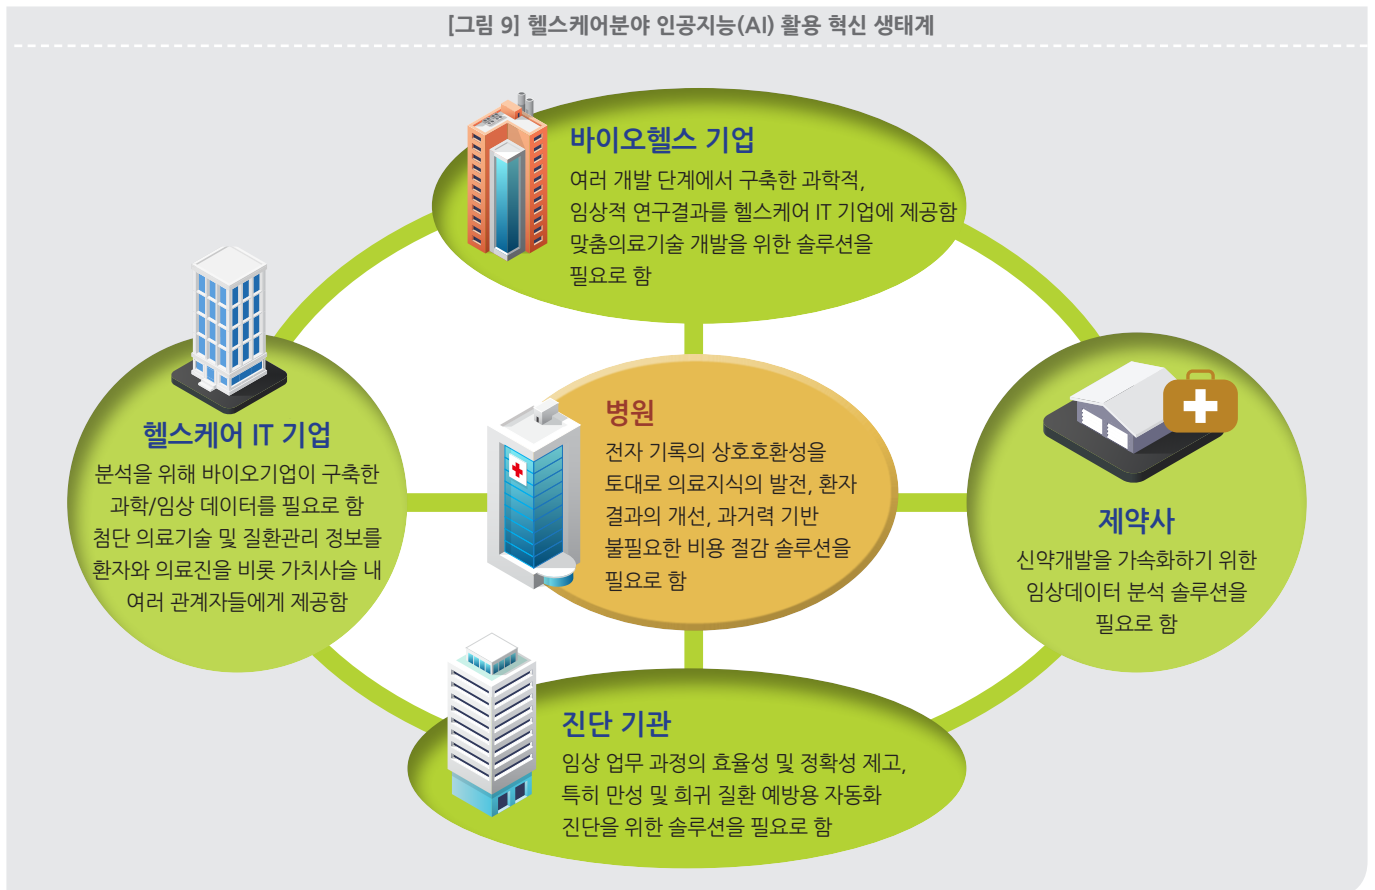 [그림 9] 헬스케어분야 인공지능(AI) 활용 혁신 생태계
바이오헬스 기업
여러 개발 단계에서 구축한 과학적,
임상적 연구결과를 헬스케어 IT 기업에 제공함
맞춤의료기술 개발을 위한 솔루션을
필요로 함
헬스케어 IT 기업
분석을 위해 바이오기업이 구축한
과학/임상 데이터를 필요로 함
첨단 의료기술 및 질환관리 정보를
환자와 의료진을 비롯 가치사슬 내
여러 관계자들에게 제공함
병원
전자 기록의 상호호환성을
토대로 의료지식의 발전, 환자
결과의 개선, 과거력 기반
불필요한 비용 절감 솔루션을
필요로 함
제약사
신약개발을 가속화하기 위한
임상데이터 분석 솔루션을
필요로 함
진단 기관
임상 업무 과정의 효율성 및 정확성 제고,
특히 만성 및 희귀 질환 예방용 자동화
진단을 위한 솔루션을 필요로 함